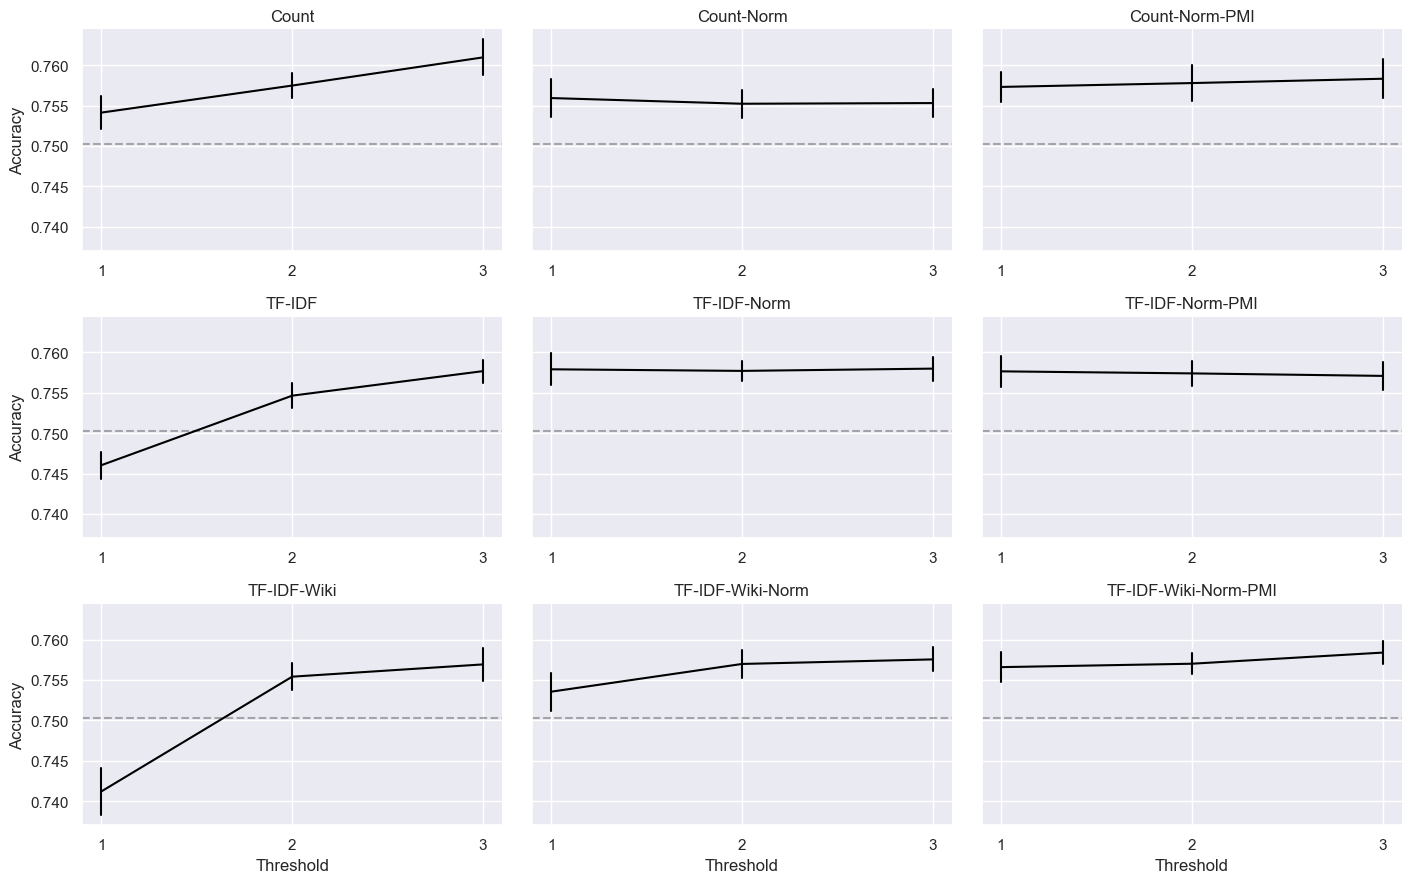 Count
Count-Norm
Count-Norm-PMI
Accuracy
0.760
0.755
0.750
0.745
0.740
1 2 3
1 2 3
1 2 3
TF-IDF
TF-IDF-Norm
TF-IDF-Norm-PMI
Accuracy
0.760
0.755
0.750
0.745
0.740
1 2 3
1 2 3
1 2 3
TF-IDF-Wiki
TF-IDF-Wiki-Norm
TF-IDF-Wiki-Norm-PMI
Accuracy
0.760
0.755
0.750
0.745
0.740
1 2 3
1 2 3
1 2 3
Threshold
Threshold
Threshold